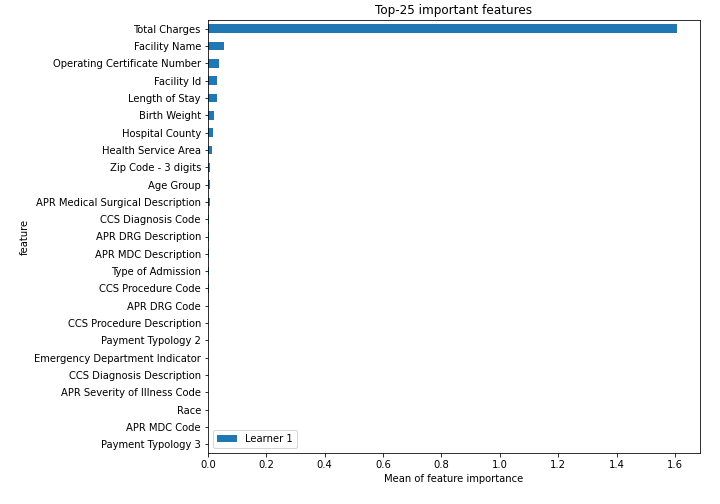 Top-25 important features
Total Charges
Facility Name
Operating Certificate Number
Facility Id
Length of Stay
Birth Weight
Hospital County
Health Service Area
Zip Code - 3 digits
Age Group
APR Medical Surgical Description
CCS Diagnosis Code
APR DRG Description
APR MDC Description
Type of Admission
CCS Procedure Code
APR DRG Code
CCS Procedure Description
Payment Typology 2
Emergency Department Indicator
CCS Diagnosis Description
APR Severity of Illness Code
Race
APR MDC Code
Payment Typology 3
feature
Learner 1
0.0 0.2 0.4 0.6 0.8 1.0 1.2 1.4 1.6
Mean of feature importance